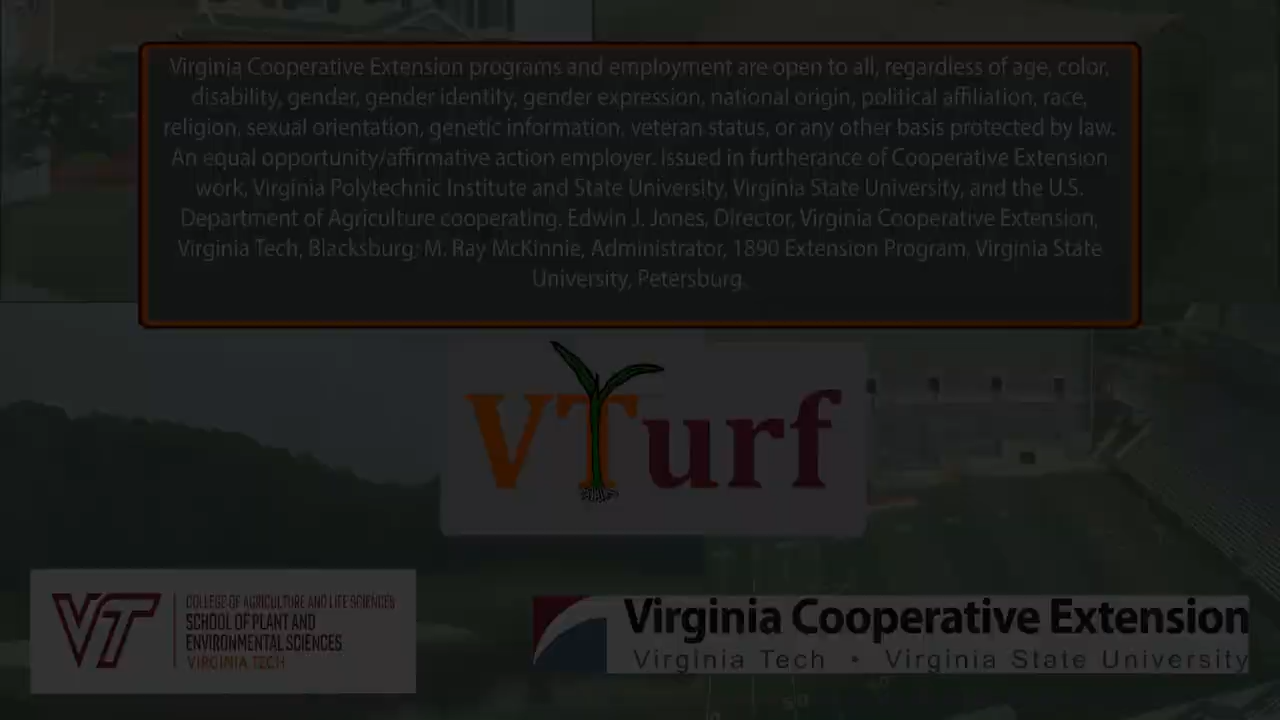 Virginia Cooperative Extension programs and employment are open to all, regardless of age, color,
disability, gender, gender identity, gender expression, national origin, political affiliation, race,
religion, sexual orientation, genetic information, veteran status, or any other basis protected by law.
An equal opportunity/affirmative action employer. Issued in furtherance of Cooperative Extension
work, Virginia Polytechnic Institute and State University, Virginia State University, and the U.S.
Department of Agriculture cooperating. Edwin J. Jones, Director, Virginia Cooperative Extension,
Virginia Tech, Blacksburg; M. Ray McKinnie, Administrator, 1890 Extension Program, Virginia State
University, Petersburg.
VTurf
VT
COLLEGE OF AGRICULTURE AND LIFE SCIENCES
SCHOOL OF PLANT AND
ENVIRONMENTAL SCIENCES
VIRGINIA TECH
Virginia Cooperative Extension
Virginia Tech • Virginia State University